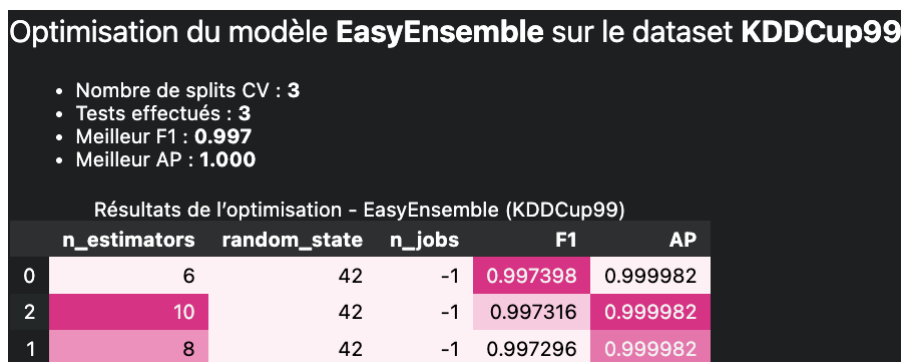 Optimisation du modèle EasyEnsemble sur le dataset KDDCup99
• Nombre de splits CV : 3
• Tests effectués : 3
• Meilleur F1 : 0.997
• Meilleur AP : 1.000
Résultats de l'optimisation - EasyEnsemble (KDDCup99)
n_estimators random_state n_jobs F1 AP
0 6 42 -1 0.997398 0.999982
2 10 42 -1 0.997316 0.999982
1 8 42 -1 0.997296 0.999982